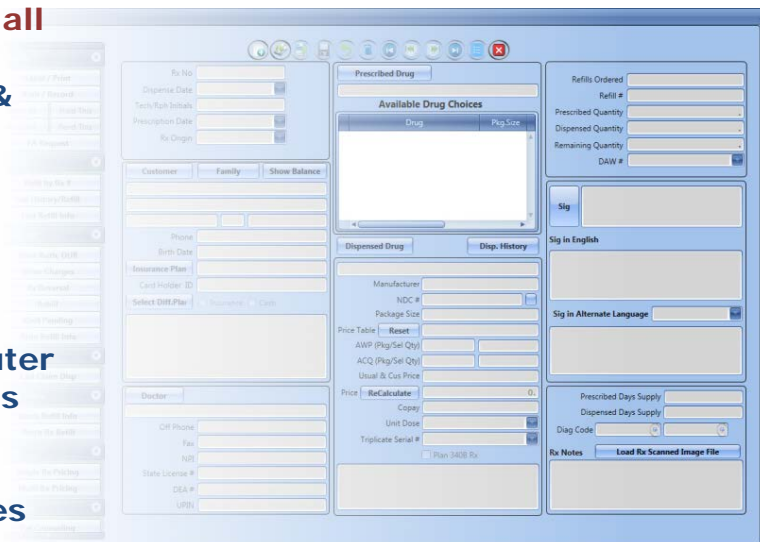 all
&
uter
s
es
Rx No
Dispense Date
Tech/Rph Initials
Prescription Date
Rx Origin
Customer Family Show Balance
Phone
Birth Date
Insurance Plan
Card Holder ID
Select Diff.Plan Insurance Cash
Doctor
Off Phone
Fax
NPI
State License #
DEA #
UPIN
Prescribed Drug
Available Drug Choices
Drug Pkg.Size
Dispensed Drug Disp. History
Manufacturer
NDC #
Package Size
Price Table Reset
AWP (Pkg/Sel Qty)
ACQ (Pkg/Sel Qty)
Usual & Cus Price
Price ReCalculate 0.
Copay
Unit Dose
Triplicate Serial #
Plan 340B Rx
Refills Ordered
Refill #
Prescribed Quantity .
Dispensed Quantity .
Remaining Quantity .
DAW #
Sig
Sig in English
Sig in Alternate Language
Prescribed Days Supply
Dispensed Days Supply
Diag Code
Rx Notes Load Rx Scanned Image File